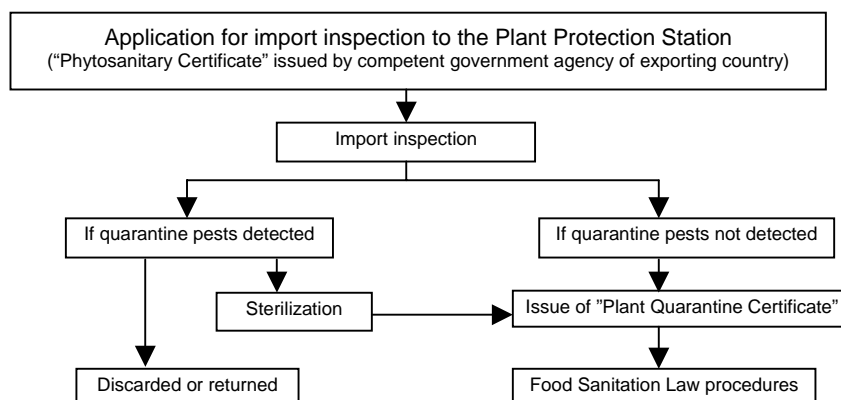 Application for import inspection to the Plant Protection Station
(“Phytosanitary Certificate” issued by competent government agency of exporting country)
Import inspection
If quarantine pests detected
If quarantine pests not detected
Sterilization
Issue of ”Plant Quarantine Certificate”
Discarded or returned
Food Sanitation Law procedures